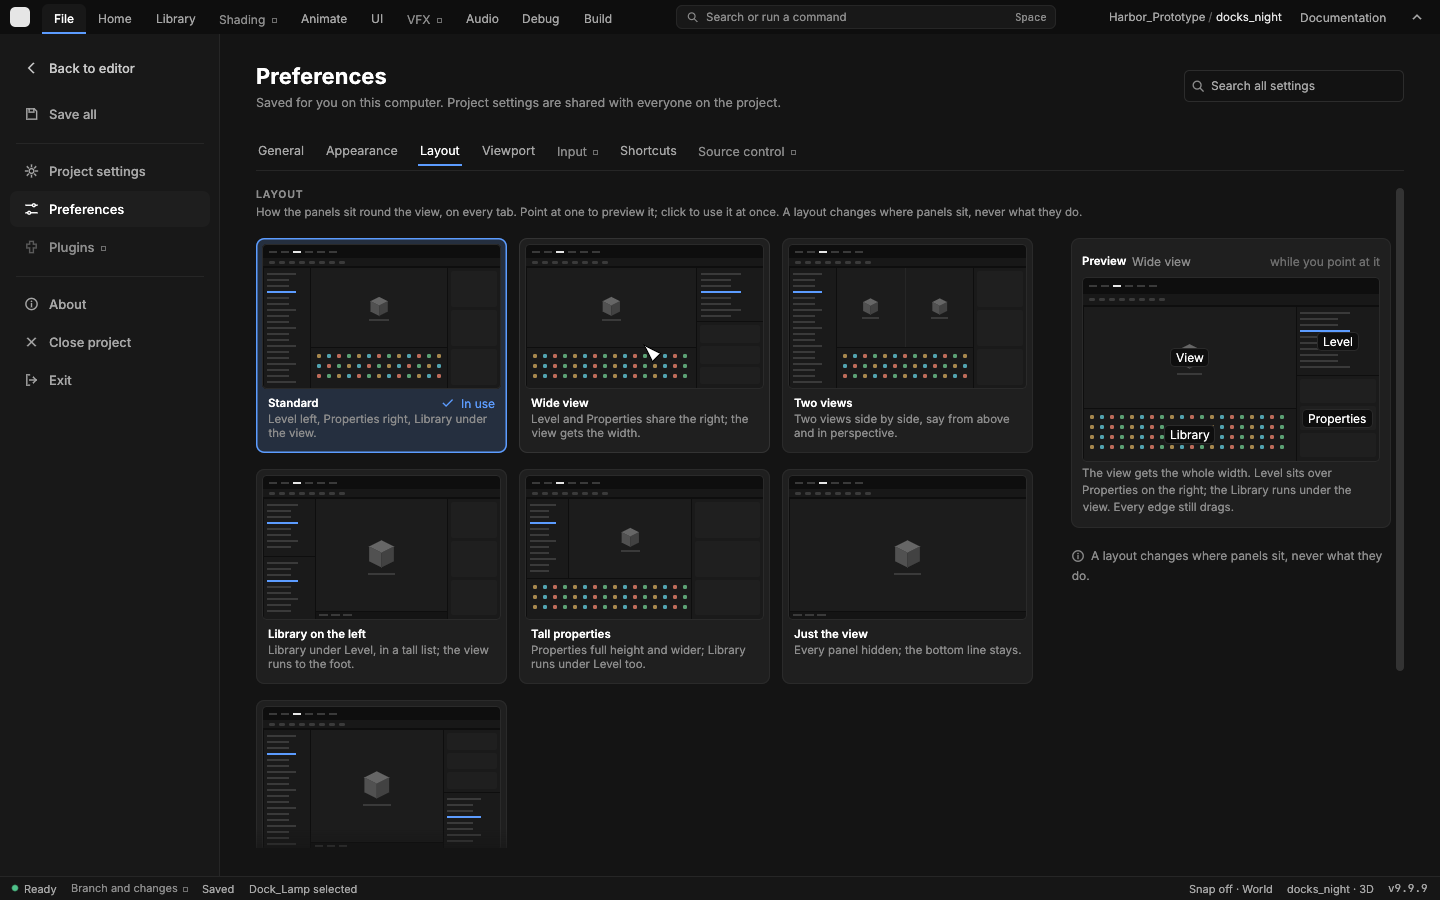 File Home Library Shading Animate UI VFX Audio Debug Build
Search or run a command Space
Harbor_Prototype / docks_night Documentation
Back to editor
Save all
Project settings
Preferences
Plugins
About
Close project
Exit
Preferences
Saved for you on this computer. Project settings are shared with everyone on the project.
Search all settings
General Appearance Layout Viewport Input Shortcuts Source control
LAYOUT
How the panels sit round the view, on every tab. Point at one to preview it; click to use it at once. A layout changes where panels sit, never what they do.
Standard In use
Level left, Properties right, Library under
the view.
Wide view
Level and Properties share the right; the
view gets the width.
Two views
Two views side by side, say from above
and in perspective.
Library on the left
Library under Level, in a tall list; the view
runs to the foot.
Tall properties
Properties full height and wider; Library
runs under Level too.
Just the view
Every panel hidden; the bottom line stays.
Preview Wide view while you point at it
View
Level
Library
Properties
The view gets the whole width. Level sits over
Properties on the right; the Library runs under the
view. Every edge still drags.
A layout changes where panels sit, never what they
do.
Ready Branch and changes Saved Dock_Lamp selected
Snap off · World docks_night · 3D v9.9.9